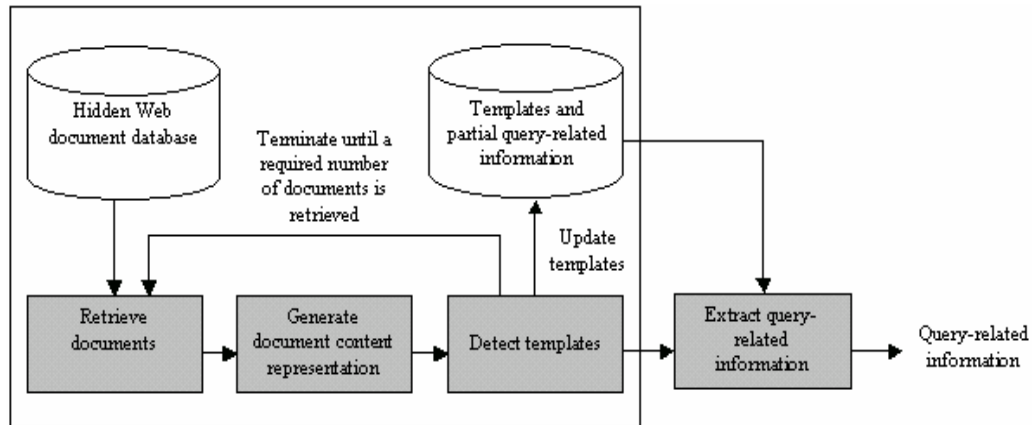 Hidden Web
document database
Templates and
partial query-related
information
Terminate until a
required number
of documents is
retrieved
Update
templates
Retrieve
documents
Generate
document content
representation
Detect templates
Extract query-
related
information
Query-related
information